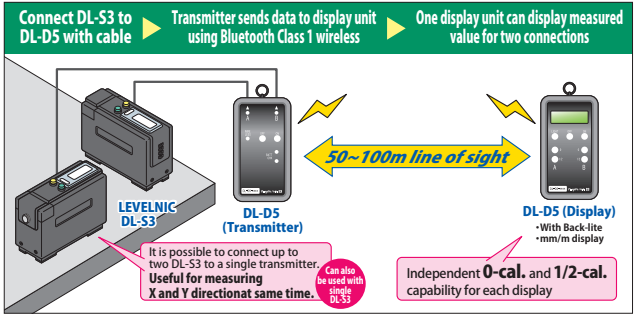 Connect DL-S3 to
DL-D5 with cable
Transmitter sends data to display unit
using Bluetooth Class 1 wireless
One display unit can display measured
value for two connections
A
B
50~100m line of sight
LEVELNIC
DL-S3
DL-D5
(Transmitter)
DL-D5 (Display)
•With Back-lite
•mm/m display
A
B
It is possible to connect up to
two DL-S3 to a single transmitter.
Useful for measuring
X and Y directionat same time.
Can also
be used with
single
DL-S3
Independent 0-cal. and 1/2-cal.
capability for each display